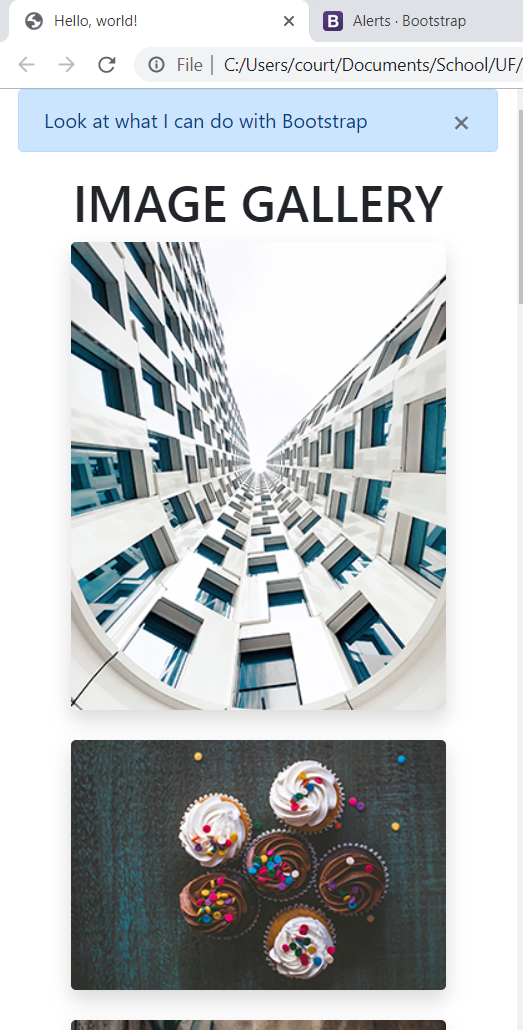 Hello, world!
Alerts · Bootstrap
File | C:/Users/court/Documents/School/UF/
Look at what I can do with Bootstrap
IMAGE GALLERY